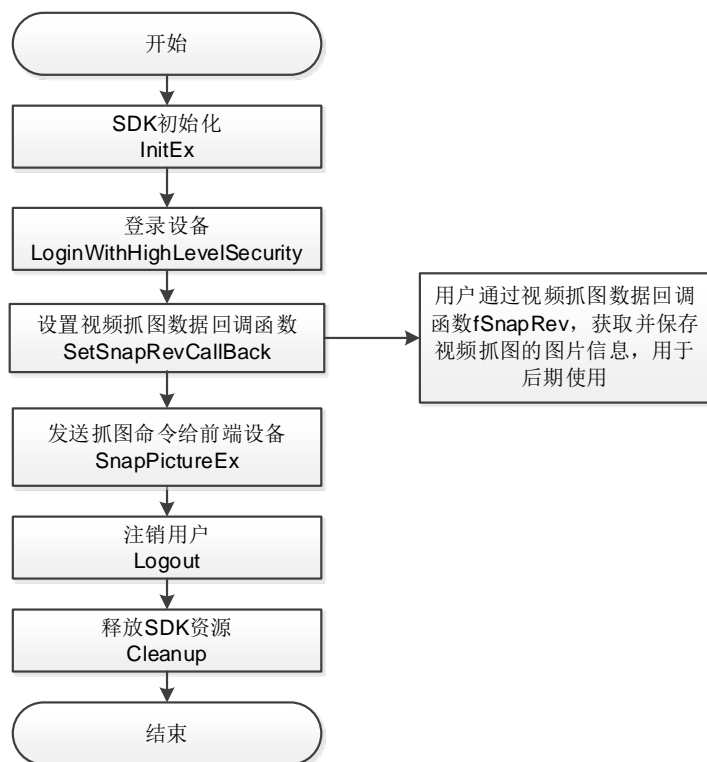 开始
SDK初始化
InitEx
登录设备
LoginWithHighLevelSecurity
设置视频抓图数据回调函数
SetSnapRevCallBack
用户通过视频抓图数据回调
函数fSnapRev，获取并保存
视频抓图的图片信息，用于
后期使用
发送抓图命令给前端设备
SnapPictureEx
注销用户
Logout
释放SDK资源
Cleanup
结束